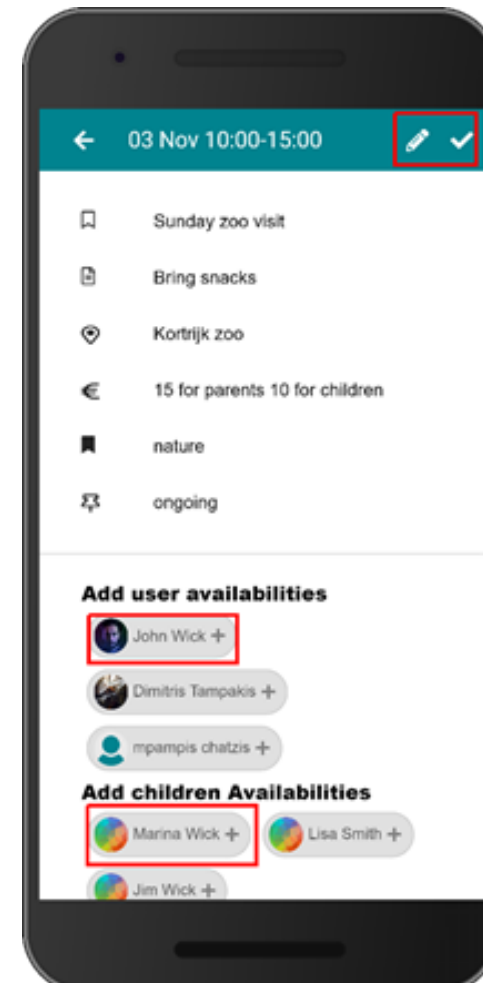 03 Nov 10:00-15:00
Sunday zoo visit
Bring snacks
Kortrijk zoo
€ 15 for parents 10 for children
nature
ongoing
Add user availabilities
John Wick +
Dimitris Tampakis +
mpampis chatzis +
Add children Availabilities
Marina Wick + Lisa Smith +
Jim Wick +